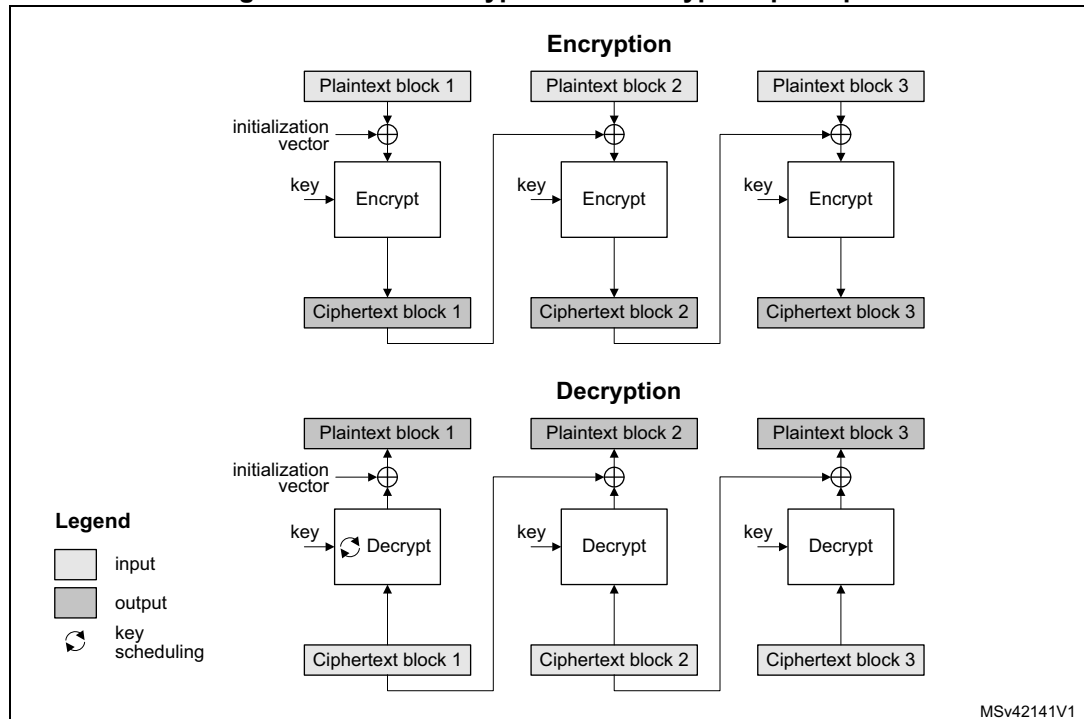 Encryption
Plaintext block 1
Plaintext block 2
Plaintext block 3
initialization
vector
key
Encrypt
key
Encrypt
key
Encrypt
Ciphertext block 1
Ciphertext block 2
Ciphertext block 3
Decryption
Plaintext block 1
Plaintext block 2
Plaintext block 3
initialization
vector
key
Decrypt
key
Decrypt
key
Decrypt
Ciphertext block 1
Ciphertext block 2
Ciphertext block 3
Legend
input
output
key
scheduling
MSv42141V1